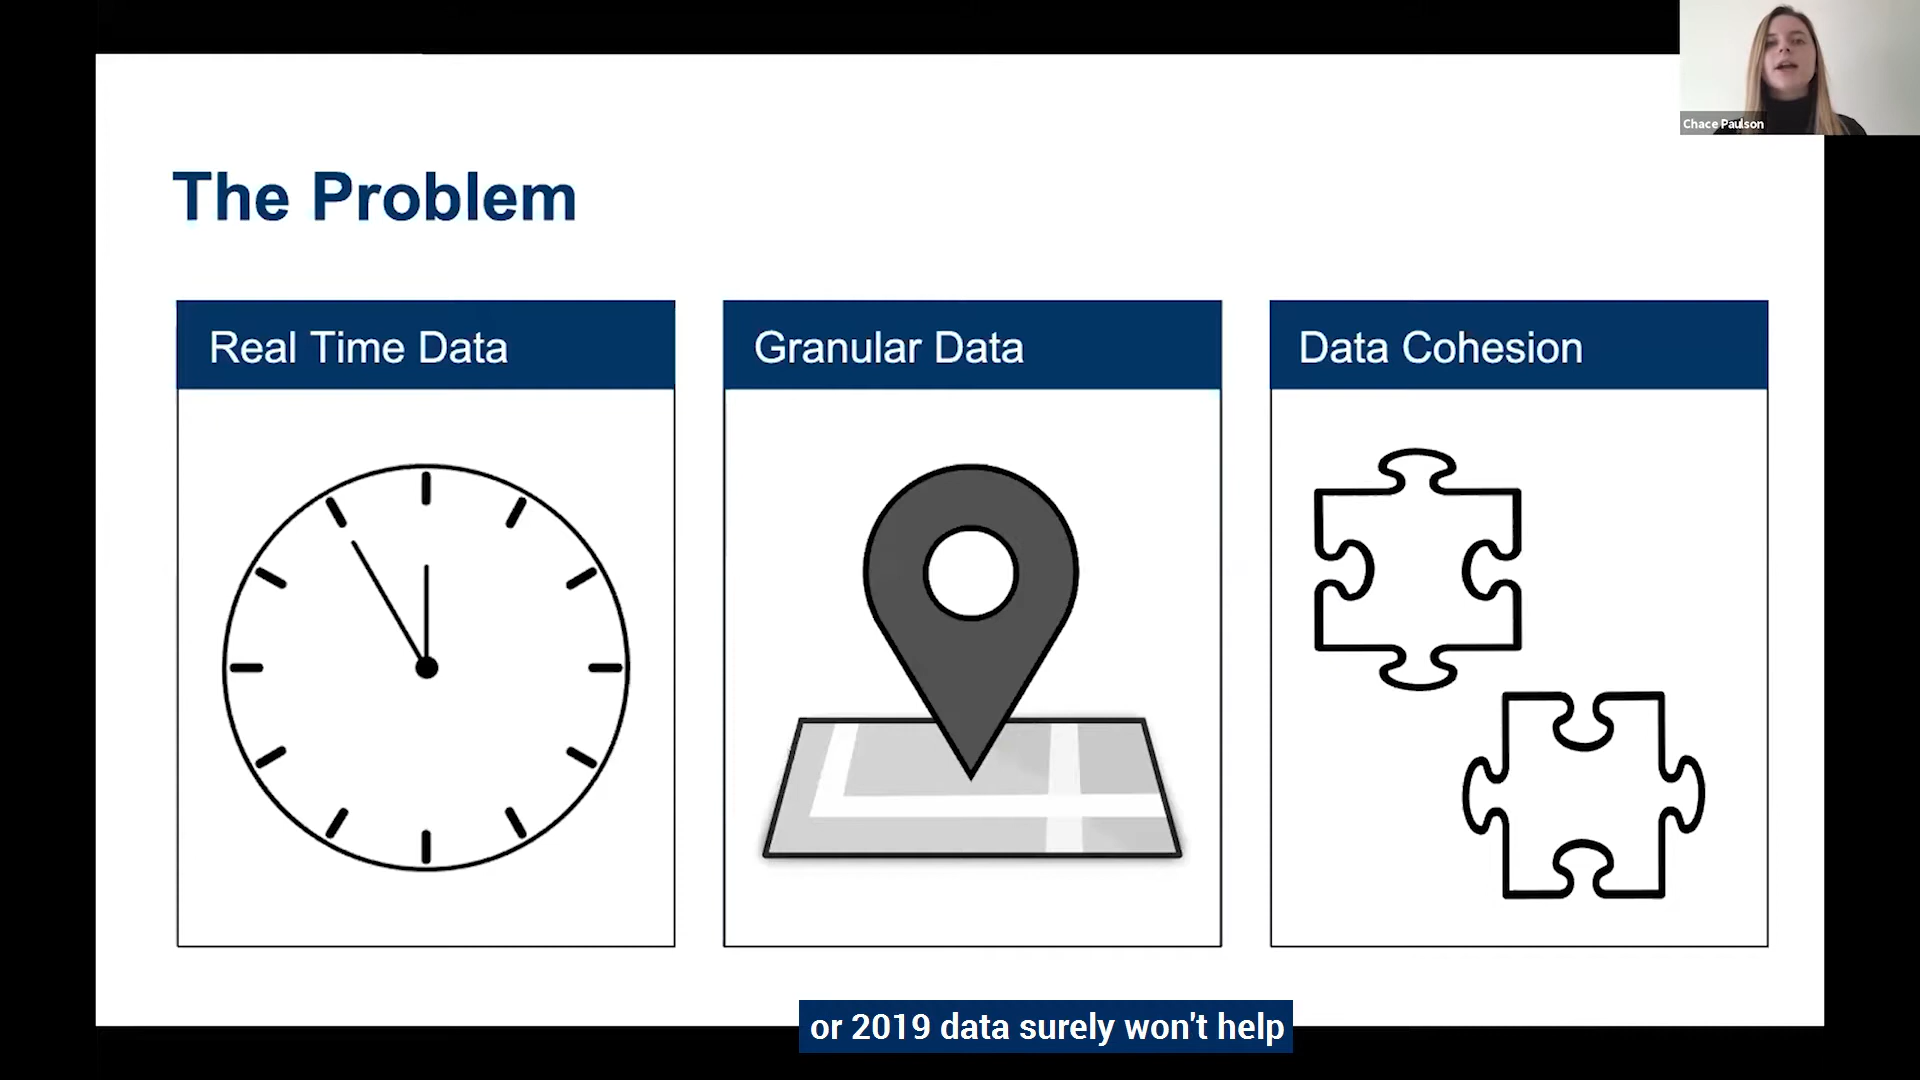 Chace Paulson
The Problem
Real Time Data
Granular Data
Data Cohesion
or 2019 data surely won't help